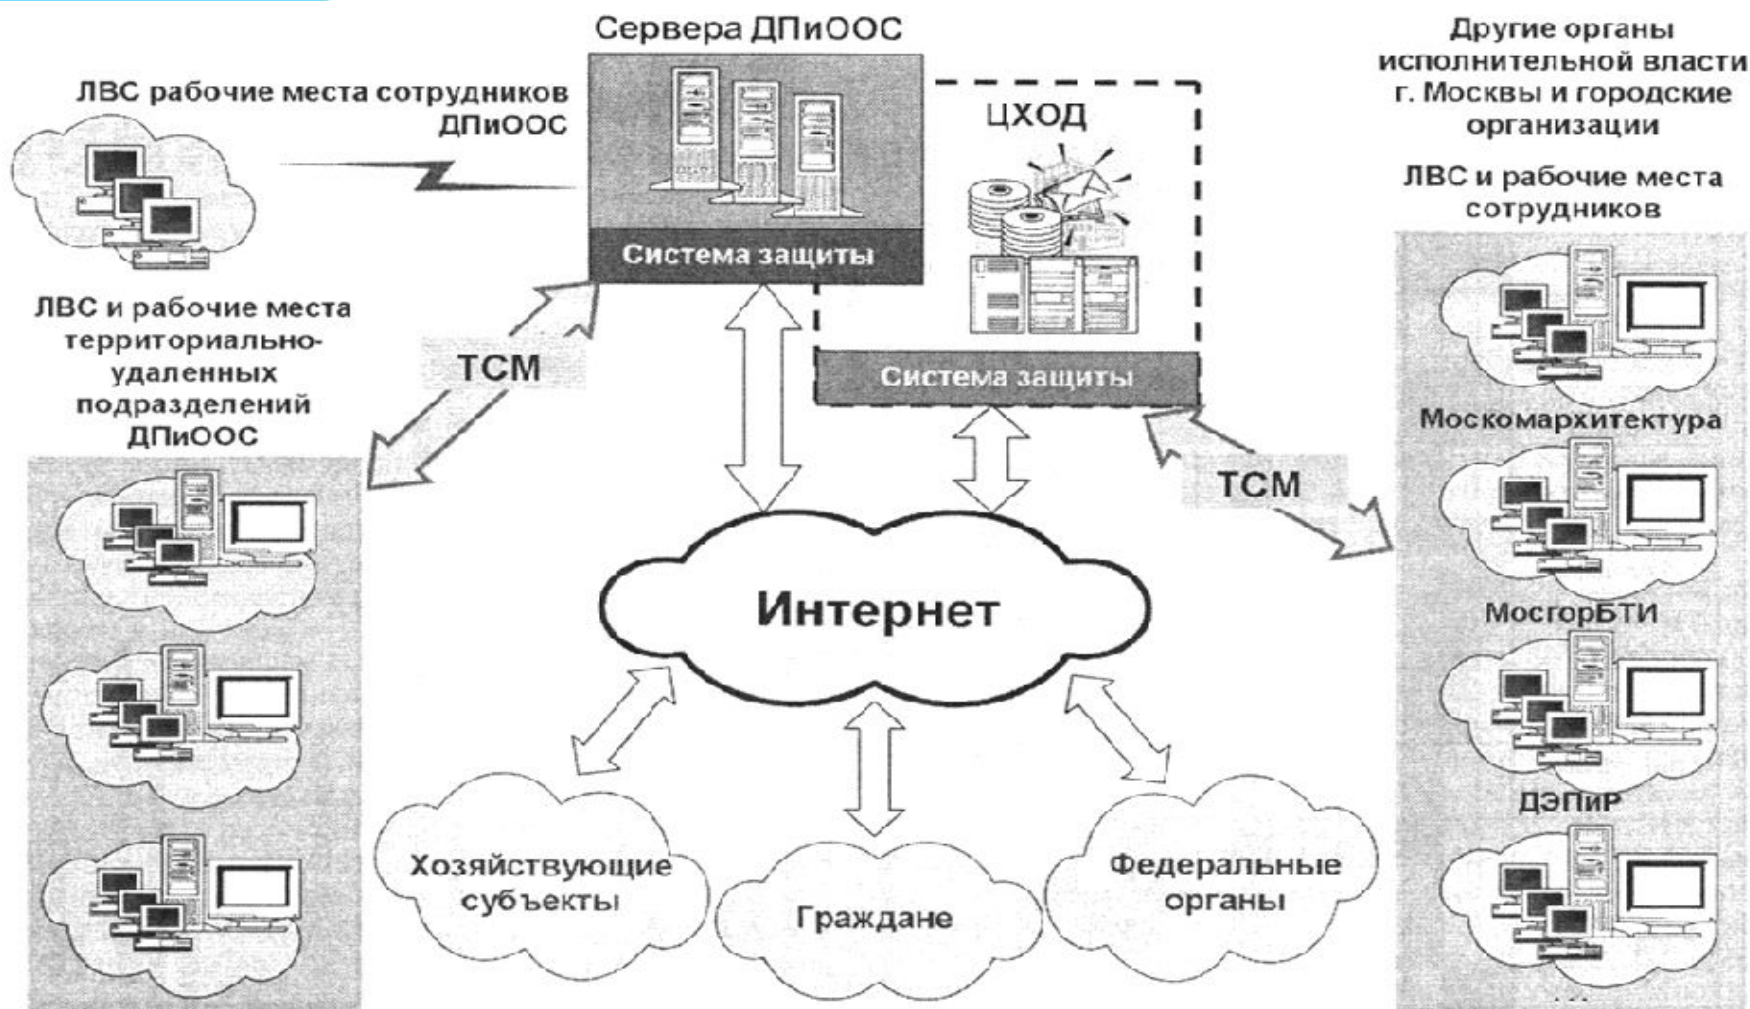 Сервера ДПиООС
ЛВС рабочие места сотрудников
ДПиООС
Система защиты
ЦХОД
Система защиты
Другие органы
исполнительной власти
г. Москвы и городские
организации
ЛВС и рабочие места
сотрудников
ЛВС и рабочие места
территориально-
удаленных
подразделений
ДПиООС
ТСМ
ТСМ
Москомархитектура
МосгорБТИ
ДЭПиР
...
Интернет
Хозяйствующие
субъекты
Граждане
Федеральные
органы